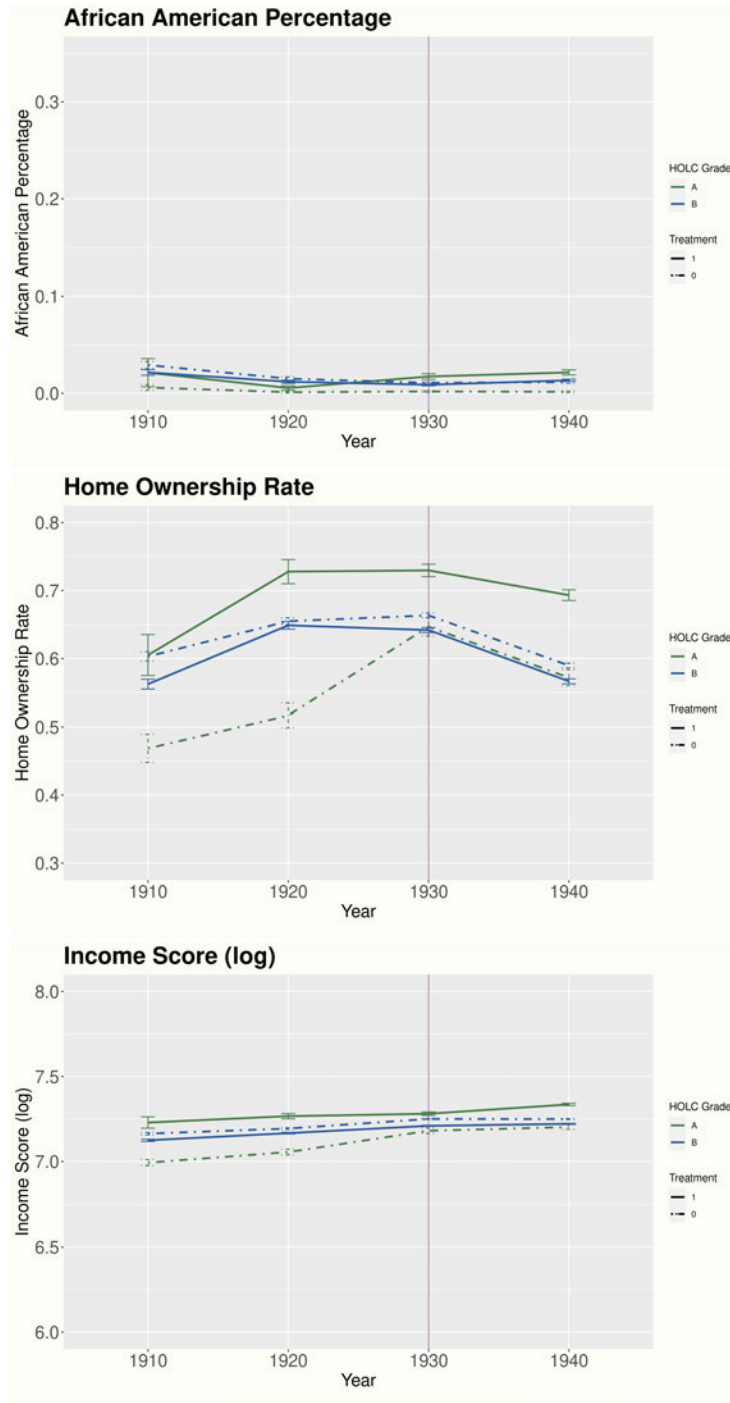 African American Percentage
African American Percentage
0.3
0.2
0.1
0.0
1910
1920
1930
1940
Year
HOLC Grade
A
B
Treatment
1
0
Home Ownership Rate
Home Ownership Rate
0.8
0.7
0.6
0.5
0.4
0.3
1910
1920
1930
1940
Year
HOLC Grade
A
B
Treatment
1
0
Income Score (log)
Income Score (log)
8.0
7.5
7.0
6.5
6.0
1910
1920
1930
1940
Year
HOLC Grade
A
B
Treatment
1
0